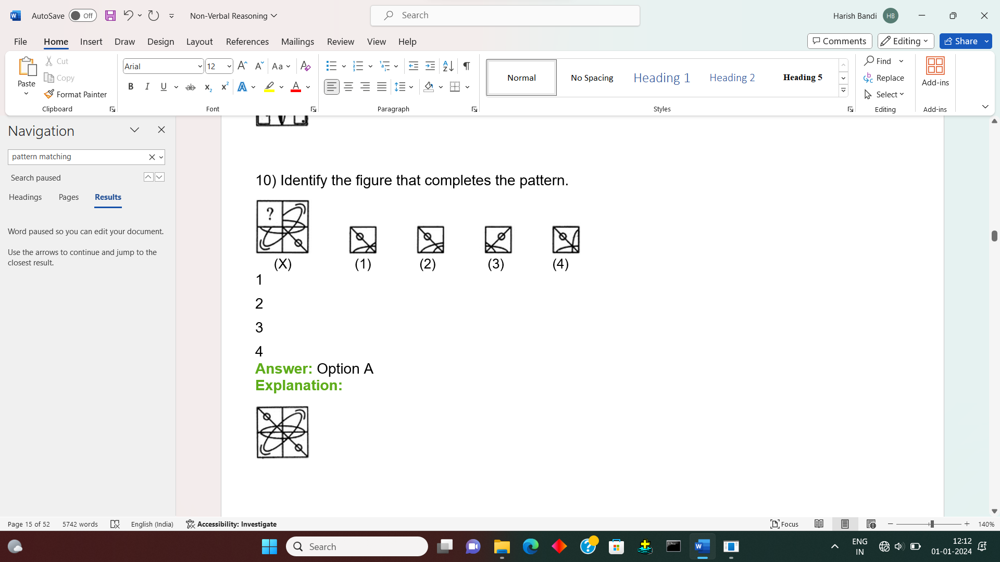 AutoSave Off Non-Verbal Reasoning Search Harish Bandi HB
File Home Insert Draw Design Layout References Mailings Review View Help Comments Editing Share
Paste Cut Copy Format Painter
Arial 12 Aa
B I U ab x2 x2 A A
Normal No Spacing Heading 1 Heading 2 Heading 5
Find Replace Select
Add-ins
Clipboard Font Paragraph Styles Editing Add-ins
Navigation
pattern matching
Search paused
Headings Pages Results
Word paused so you can edit your document.
Use the arrows to continue and jump to the
closest result.
10) Identify the figure that completes the pattern.
?
(X) (1) (2) (3) (4)
1
2
3
4
Answer: Option A
Explanation:
Page 15 of 52 5742 words English (India) Accessibility: Investigate Focus 140%
Search ENG
IN 12:12
01-01-2024